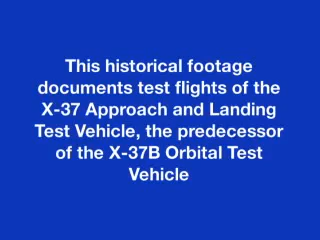 This historical footage
documents test flights of the
X-37 Approach and Landing
Test Vehicle, the predecessor
of the X-37B Orbital Test
Vehicle